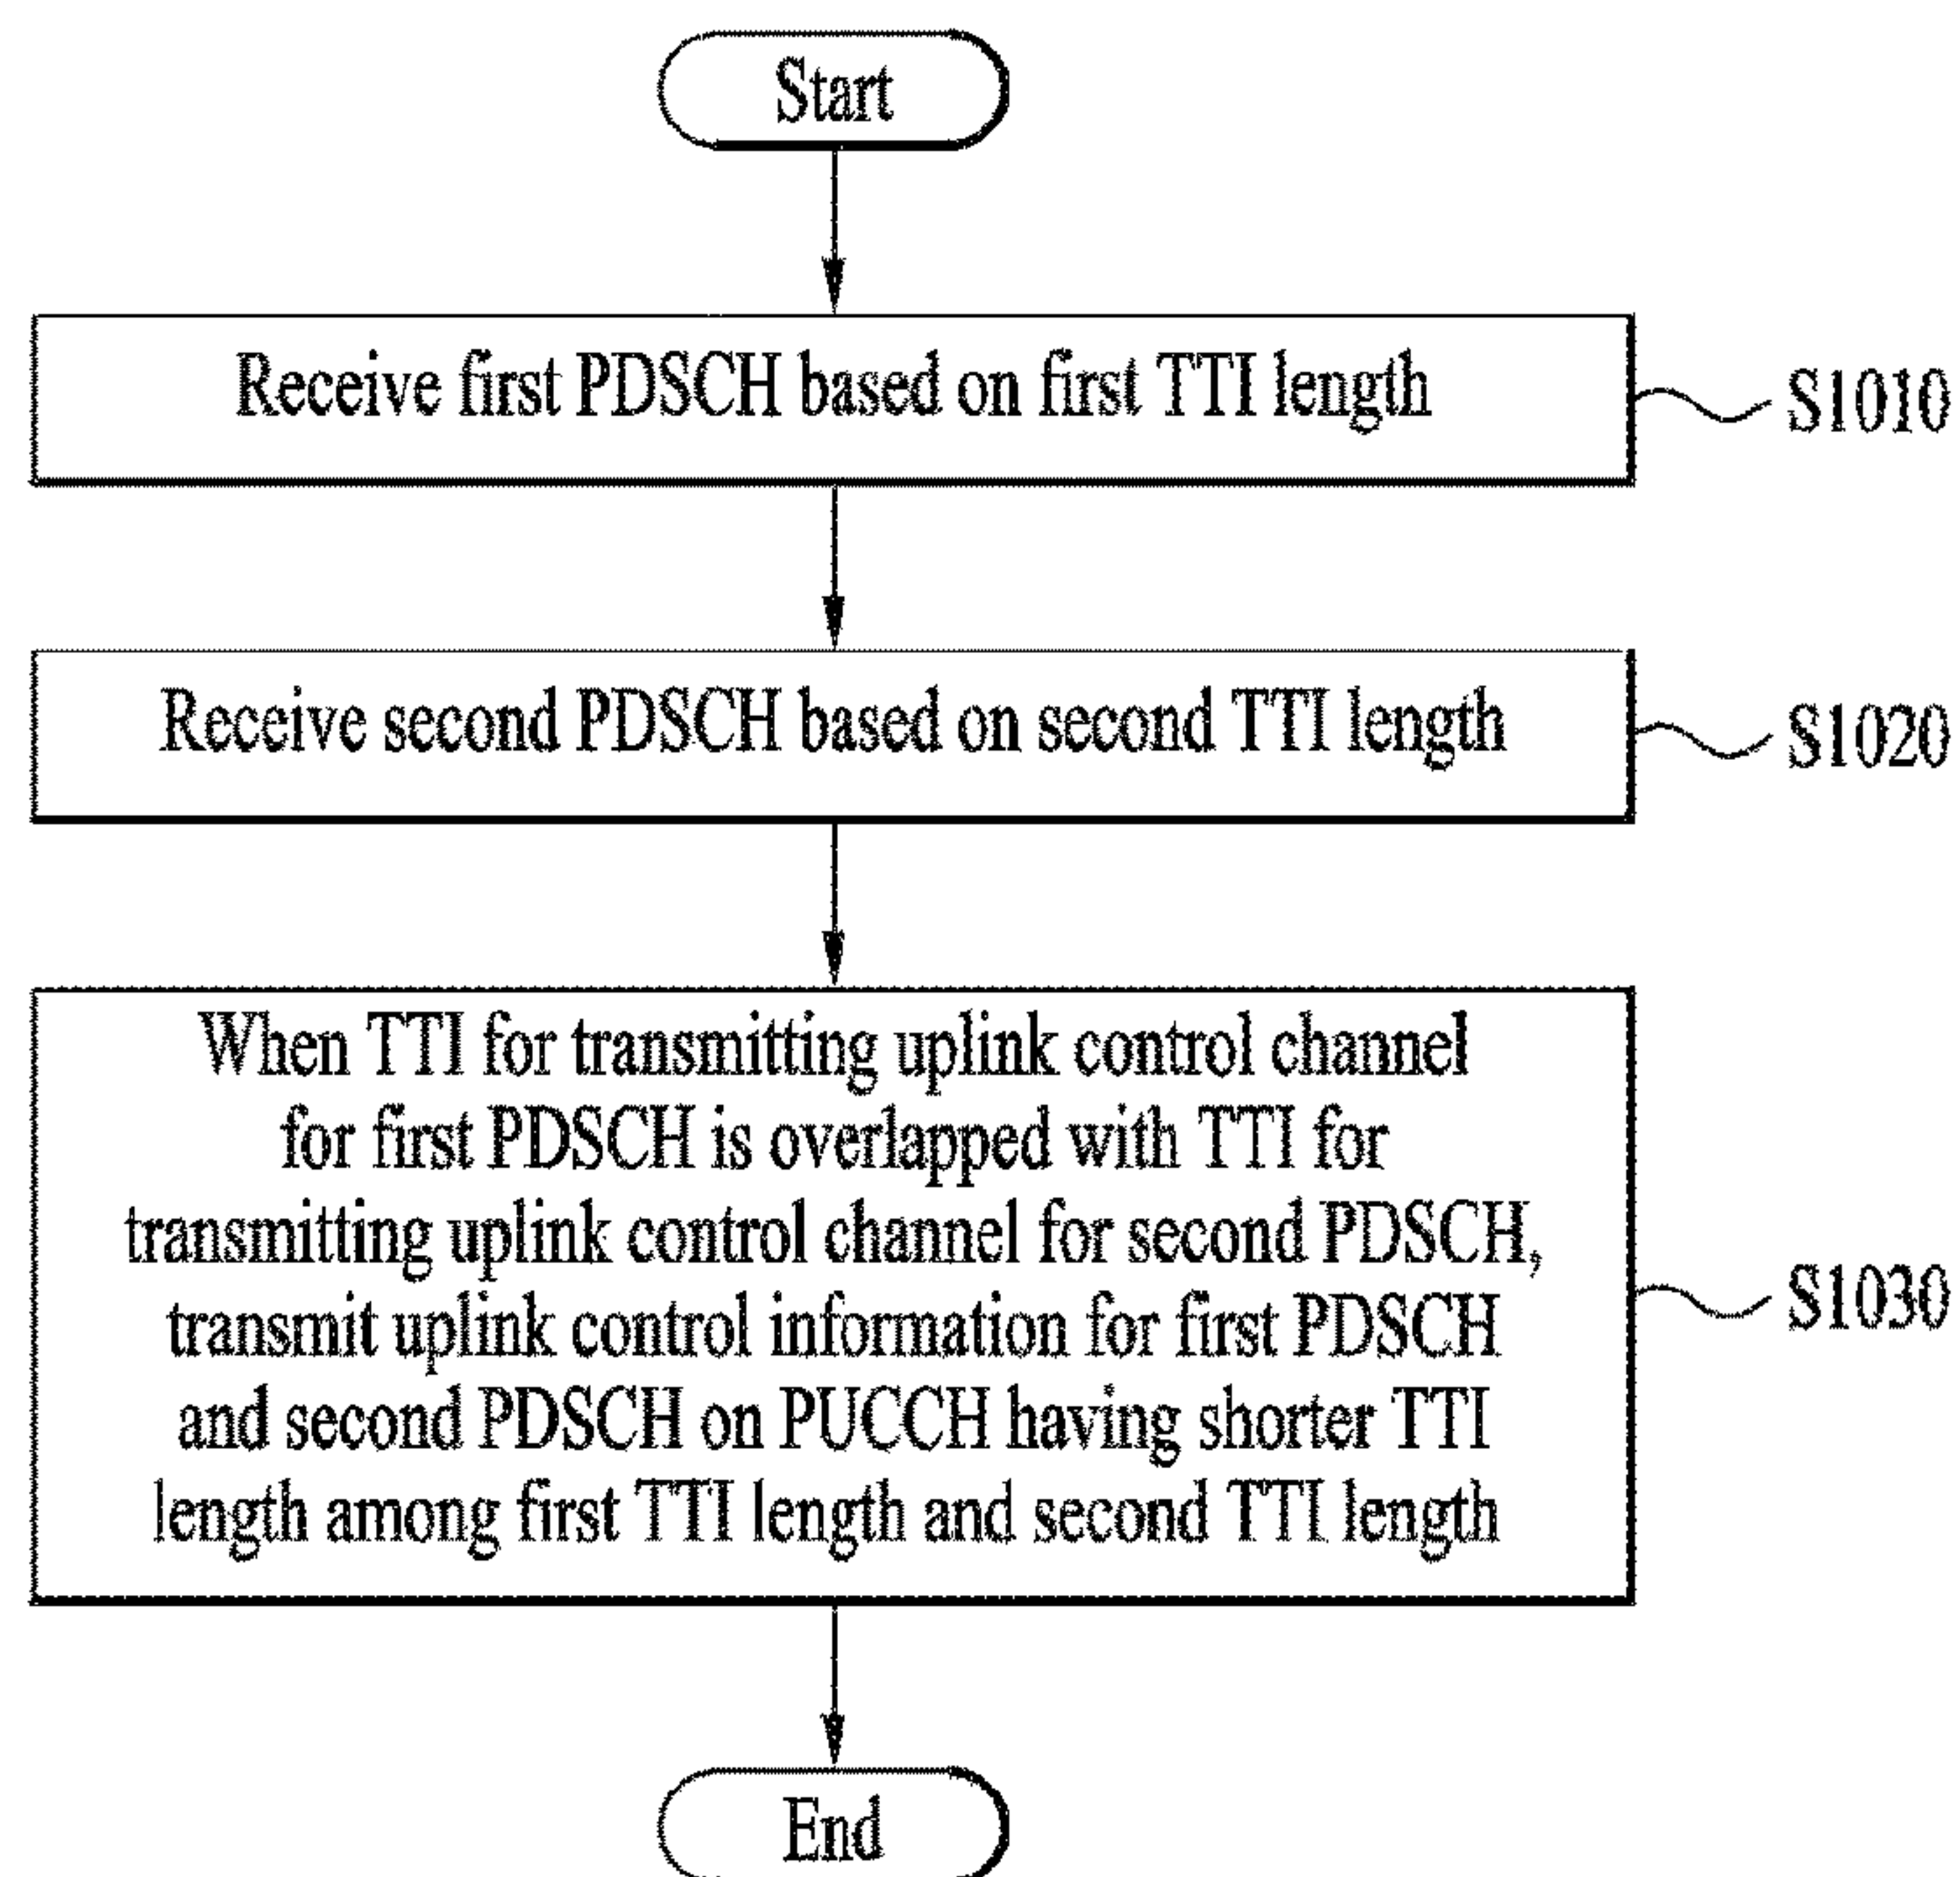 Start
Receive first PDSCH based on first TTI length
S1010
Receive second PDSCH based on second TTI length
S1020
When TTI for transmitting uplink control channel
for first PDSCH is overlapped with TTI for
transmitting uplink control channel for second PDSCH,
transmit uplink control information for first PDSCH
and second PDSCH on PUCCH having shorter TTI
length among first TTI length and second TTI length
S1030
End